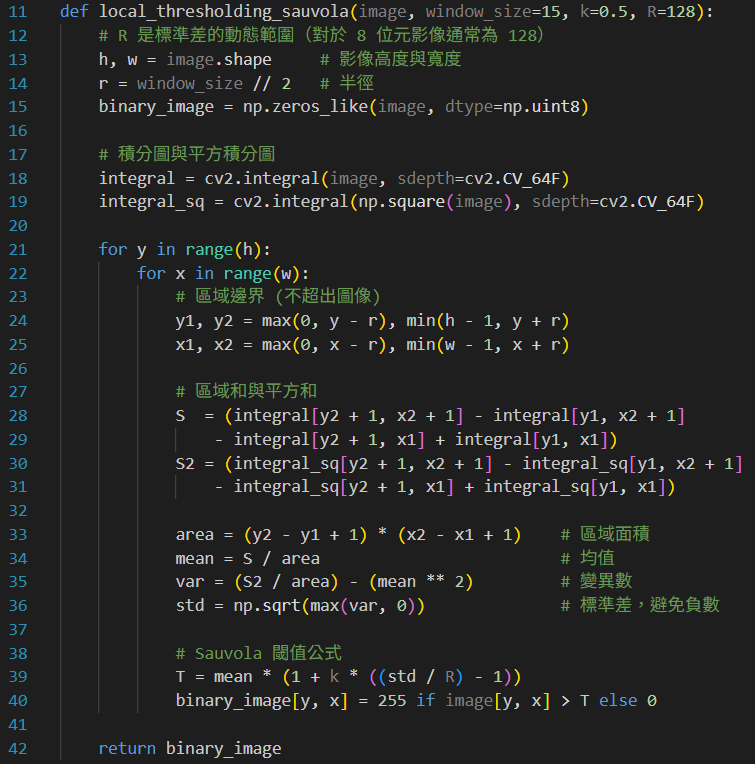 11 def local_thresholding_sauvola(image, window_size=15, k=0.5, R=128):
12     # R 是標準差的動態範圍（對於 8 位元影像通常為 128）
13     h, w = image.shape     # 影像高度與寬度
14     r = window_size // 2   # 半徑
15     binary_image = np.zeros_like(image, dtype=np.uint8)
16
17     # 積分圖與平方積分圖
18     integral = cv2.integral(image, sdepth=cv2.CV_64F)
19     integral_sq = cv2.integral(np.square(image), sdepth=cv2.CV_64F)
20
21     for y in range(h):
22         for x in range(w):
23             # 區域邊界 (不超出圖像)
24             y1, y2 = max(0, y - r), min(h - 1, y + r)
25             x1, x2 = max(0, x - r), min(w - 1, x + r)
26
27             # 區域和與平方和
28             S  = (integral[y2 + 1, x2 + 1] - integral[y1, x2 + 1]
29                 - integral[y2 + 1, x1] + integral[y1, x1])
30             S2 = (integral_sq[y2 + 1, x2 + 1] - integral_sq[y1, x2 + 1]
31                 - integral_sq[y2 + 1, x1] + integral_sq[y1, x1])
32
33             area = (y2 - y1 + 1) * (x2 - x1 + 1)    # 區域面積
34             mean = S / area                         # 均值
35             var = (S2 / area) - (mean ** 2)         # 變異數
36             std = np.sqrt(max(var, 0))              # 標準差，避免負數
37
38             # Sauvola 閾值公式
39             T = mean * (1 + k * ((std / R) - 1))
40             binary_image[y, x] = 255 if image[y, x] > T else 0
41
42     return binary_image